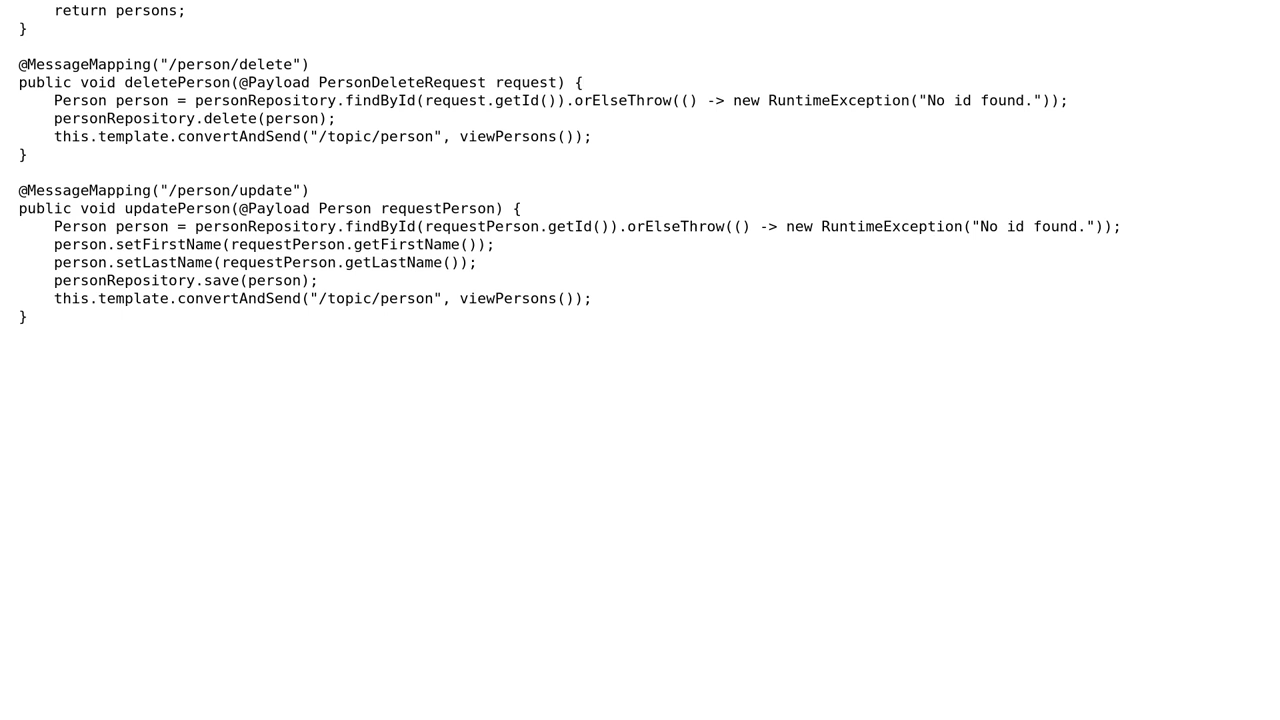 return persons;
}

@MessageMapping("/person/delete")
public void deletePerson(@Payload PersonDeleteRequest request) {
    Person person = personRepository.findById(request.getId()).orElseThrow(() -> new RuntimeException("No id found."));
    personRepository.delete(person);
    this.template.convertAndSend("/topic/person", viewPersons());
}

@MessageMapping("/person/update")
public void updatePerson(@Payload Person requestPerson) {
    Person person = personRepository.findById(requestPerson.getId()).orElseThrow(() -> new RuntimeException("No id found."));
    person.setFirstName(requestPerson.getFirstName());
    person.setLastName(requestPerson.getLastName());
    personRepository.save(person);
    this.template.convertAndSend("/topic/person", viewPersons());
}